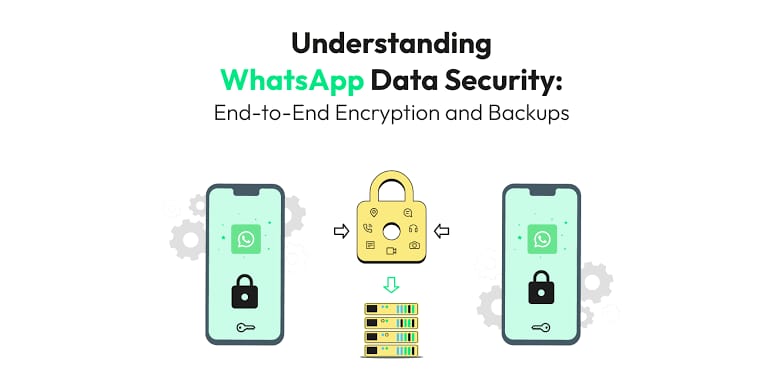 Understanding
WhatsApp Data Security:
End-to-End Encryption and Backups